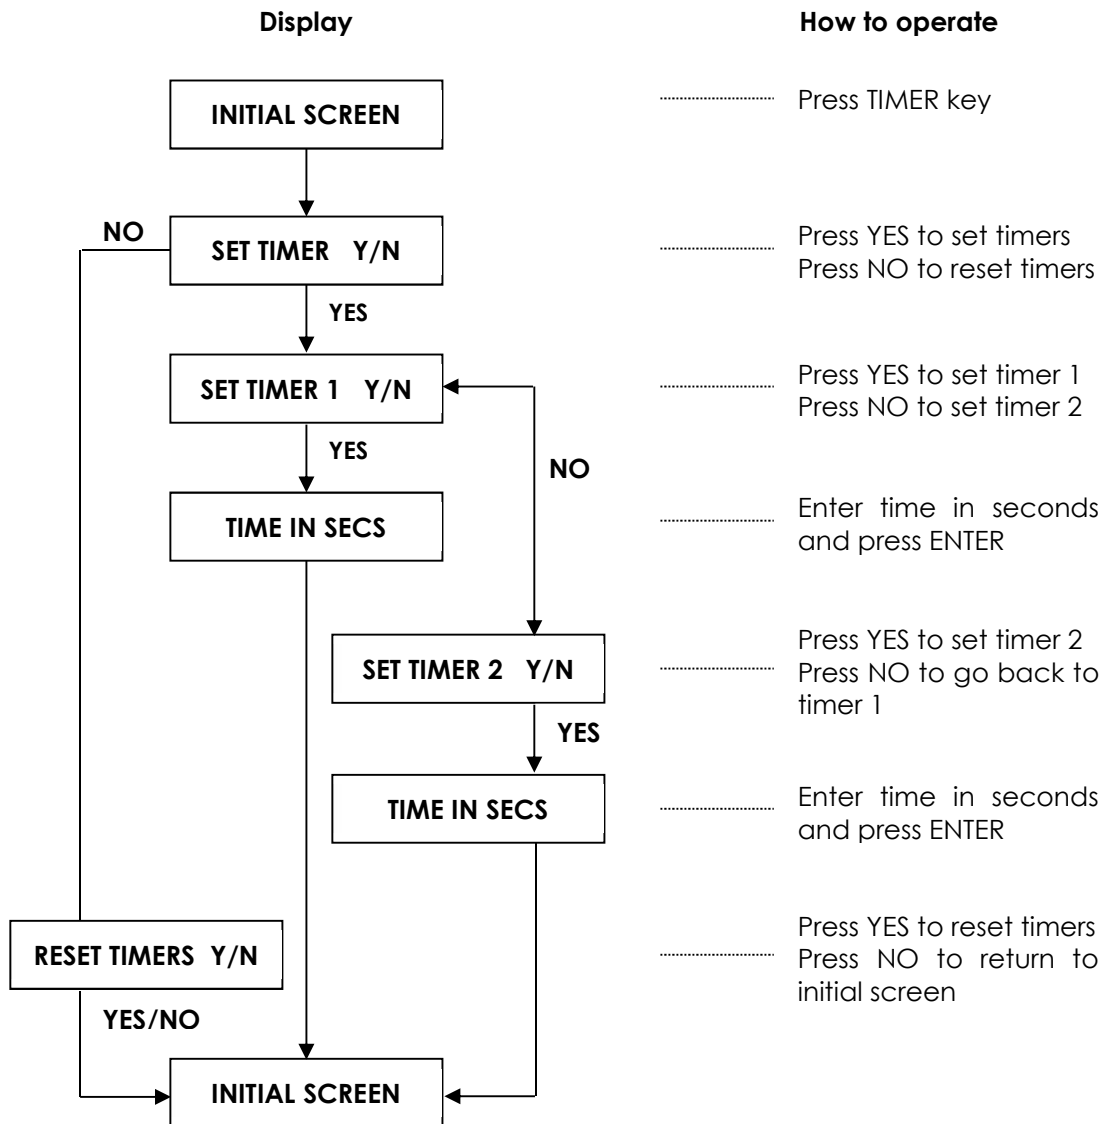 Display
How to operate
INITIAL SCREEN
Press TIMER key
NO
SET TIMER Y/N
Press YES to set timers
Press NO to reset timers
YES
SET TIMER 1 Y/N
Press YES to set timer 1
Press NO to set timer 2
YES
NO
TIME IN SECS
Enter time in seconds
and press ENTER
SET TIMER 2 Y/N
Press YES to set timer 2
Press NO to go back to
timer 1
YES
TIME IN SECS
Enter time in seconds
and press ENTER
RESET TIMERS Y/N
Press YES to reset timers
Press NO to return to
initial screen
YES/NO
INITIAL SCREEN